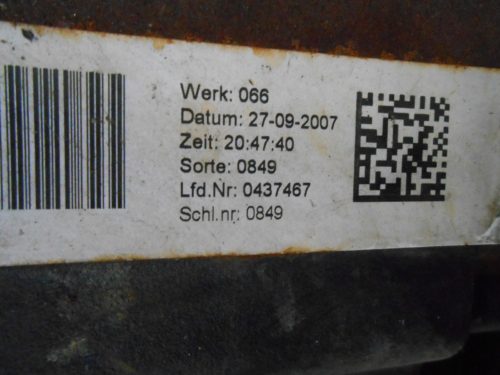 Werk: 066
Datum: 27-09-2007
Zeit: 20:47:40
Sorte: 0849
Lfd.Nr: 0437467
Schl.nr: 0849